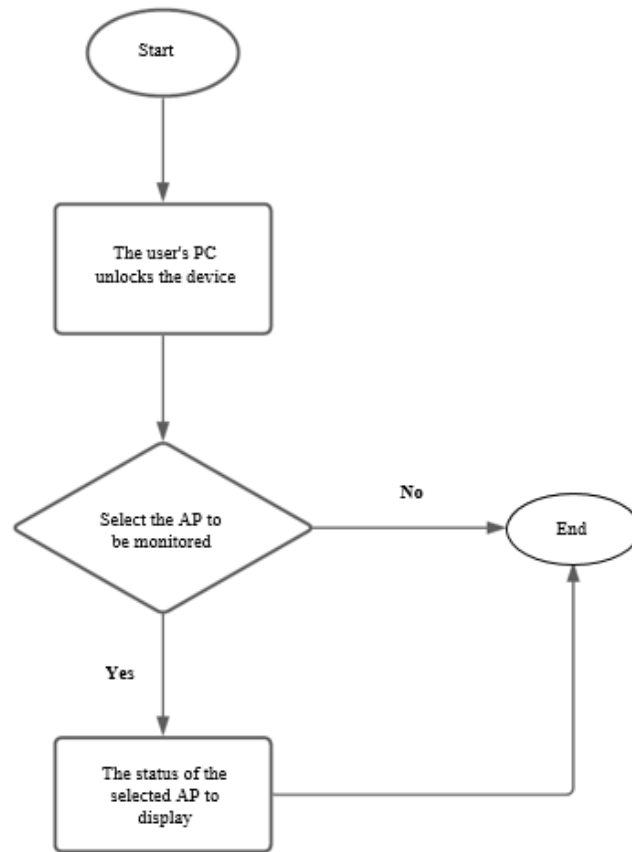 Start
The user's PC
unlocks the device
Select the AP to
be monitored
No
End
Yes
The status of the
selected AP to
display